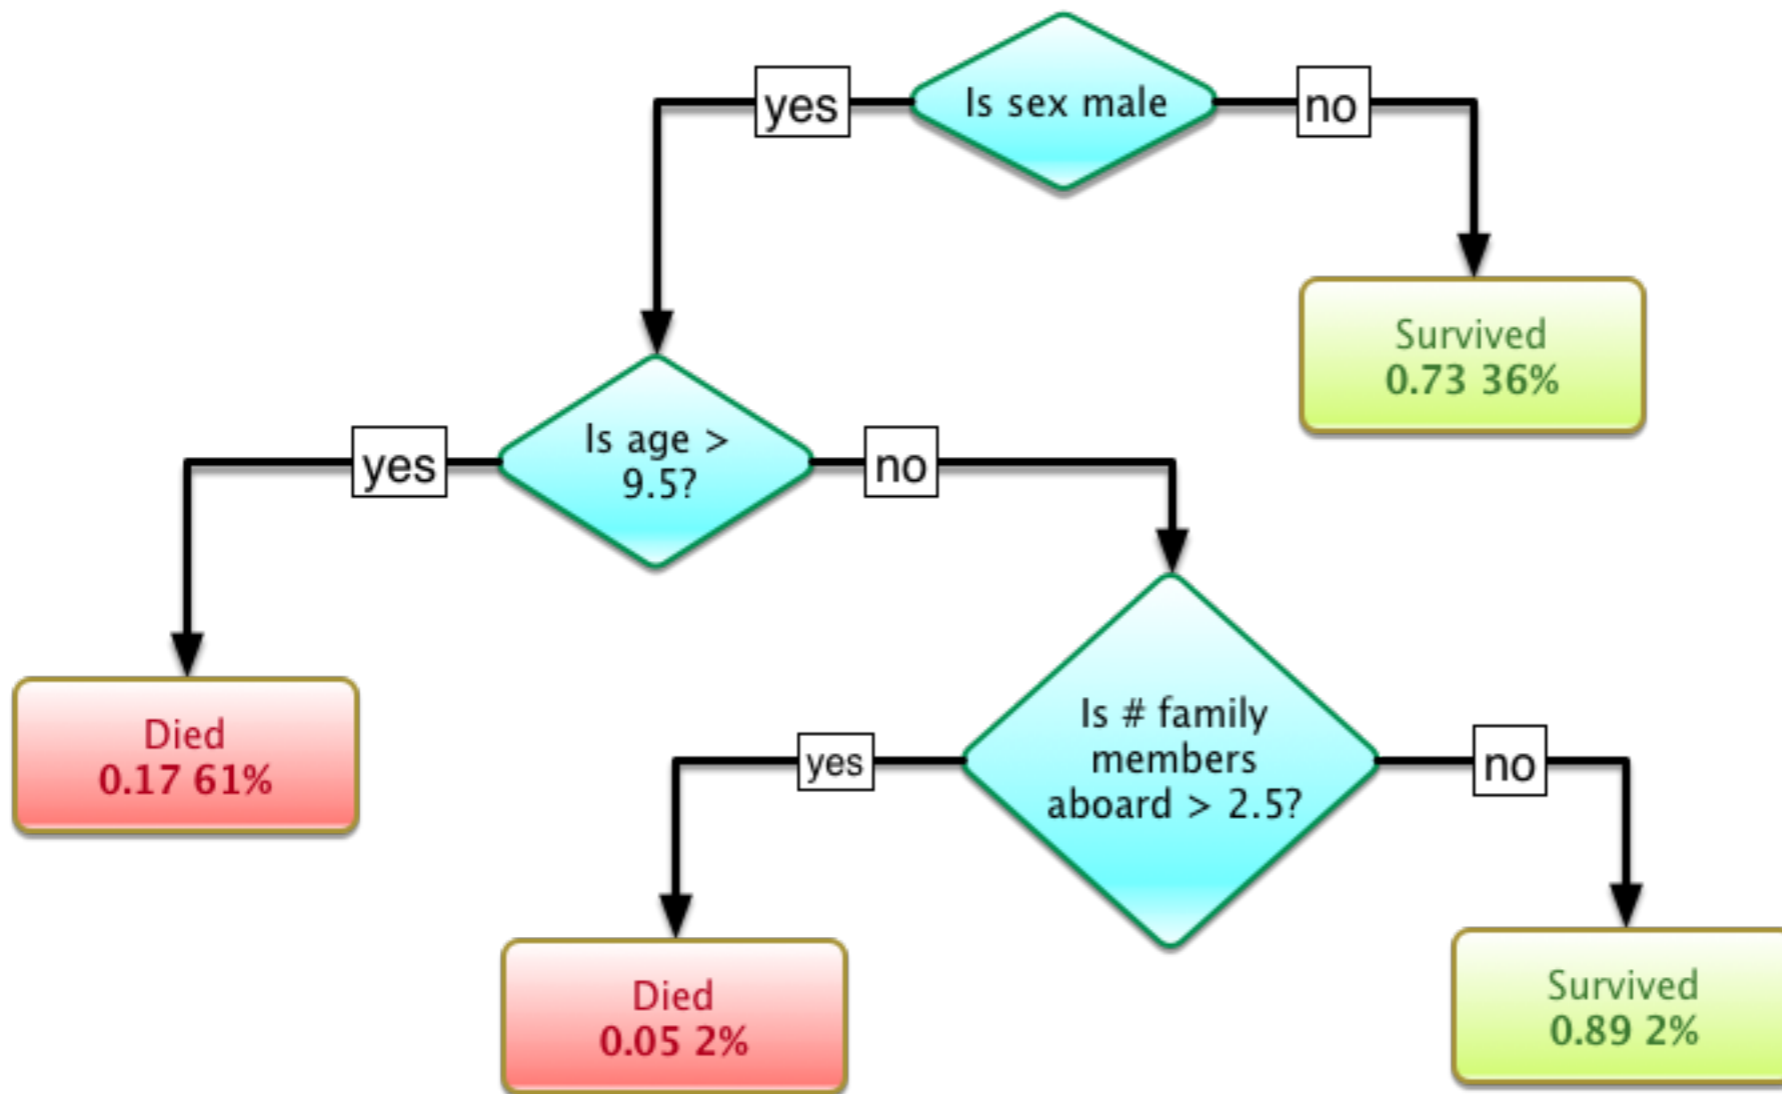 yes
Is sex male
no
Survived
0.73 36%
yes
Is age >
9.5?
no
Died
0.17 61%
yes
Is # family
members
aboard > 2.5?
no
Died
0.05 2%
Survived
0.89 2%